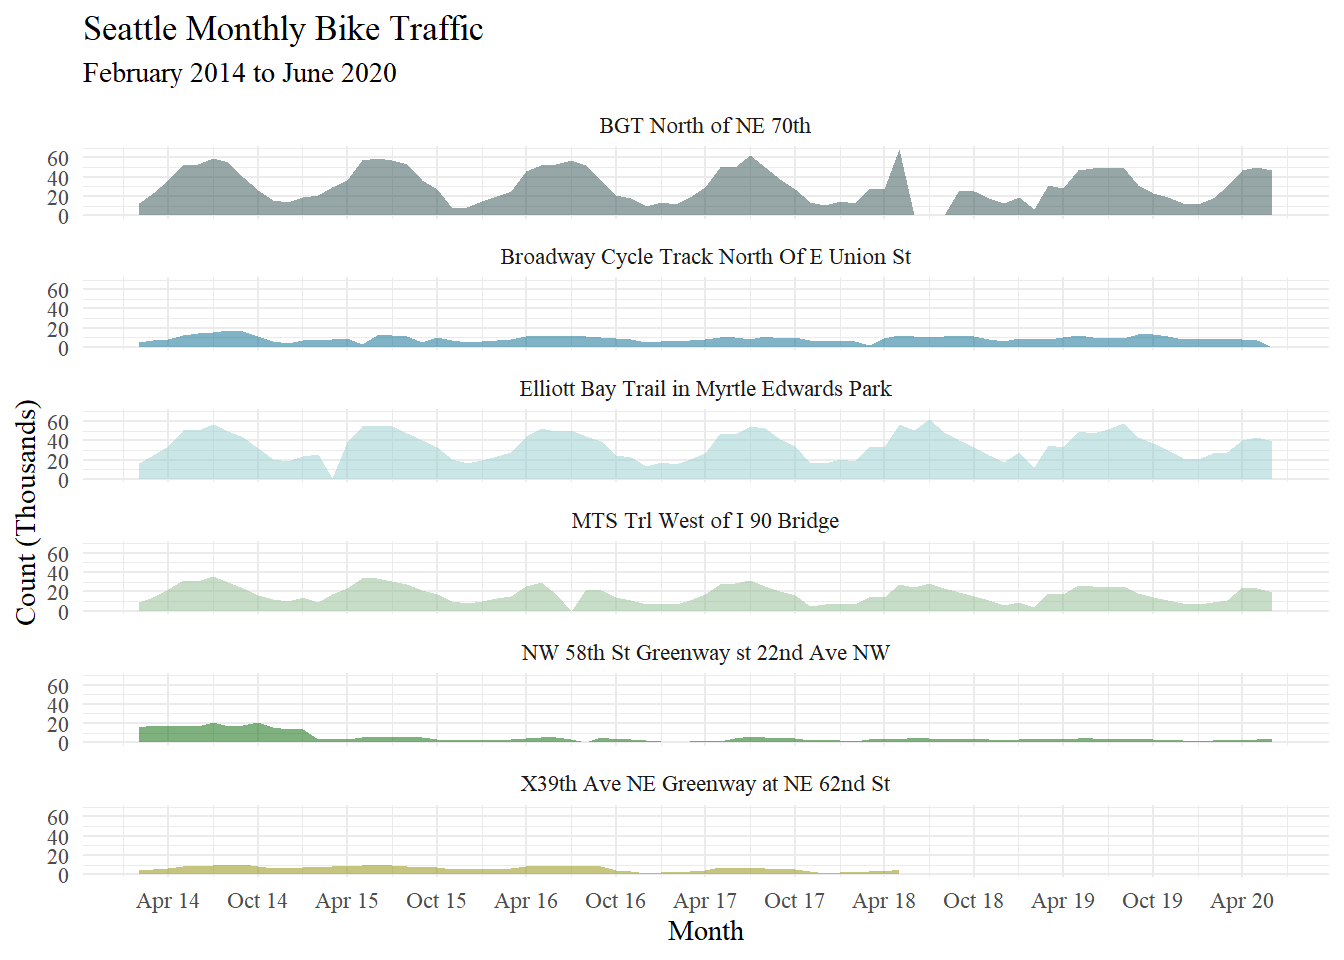 Seattle Monthly Bike Traffic
February 2014 to June 2020
BGT North of NE 70th
60
40
20
0
Broadway Cycle Track North Of E Union St
60
40
20
0
Elliott Bay Trail in Myrtle Edwards Park
60
40
20
0
Count (Thousands)
MTS Trl West of I 90 Bridge
60
40
20
0
NW 58th St Greenway st 22nd Ave NW
60
40
20
0
X39th Ave NE Greenway at NE 62nd St
60
40
20
0
Apr 14 Oct 14 Apr 15 Oct 15 Apr 16 Oct 16 Apr 17 Oct 17 Apr 18 Oct 18 Apr 19 Oct 19 Apr 20
Month